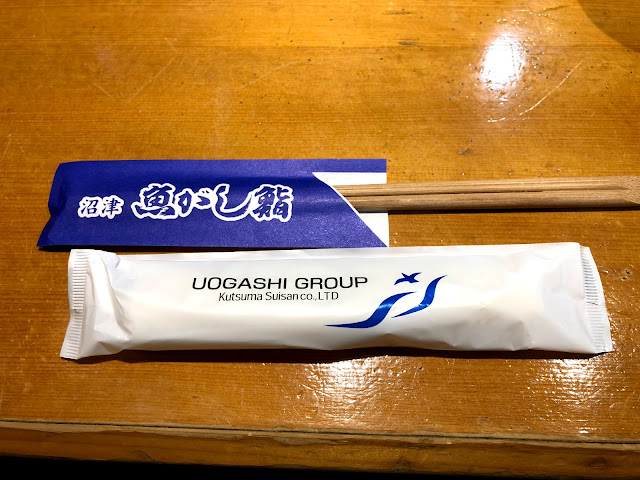 沼津 魚がし鮨
UOGASHI GROUP
Kutsuma Suisan co.,LTD